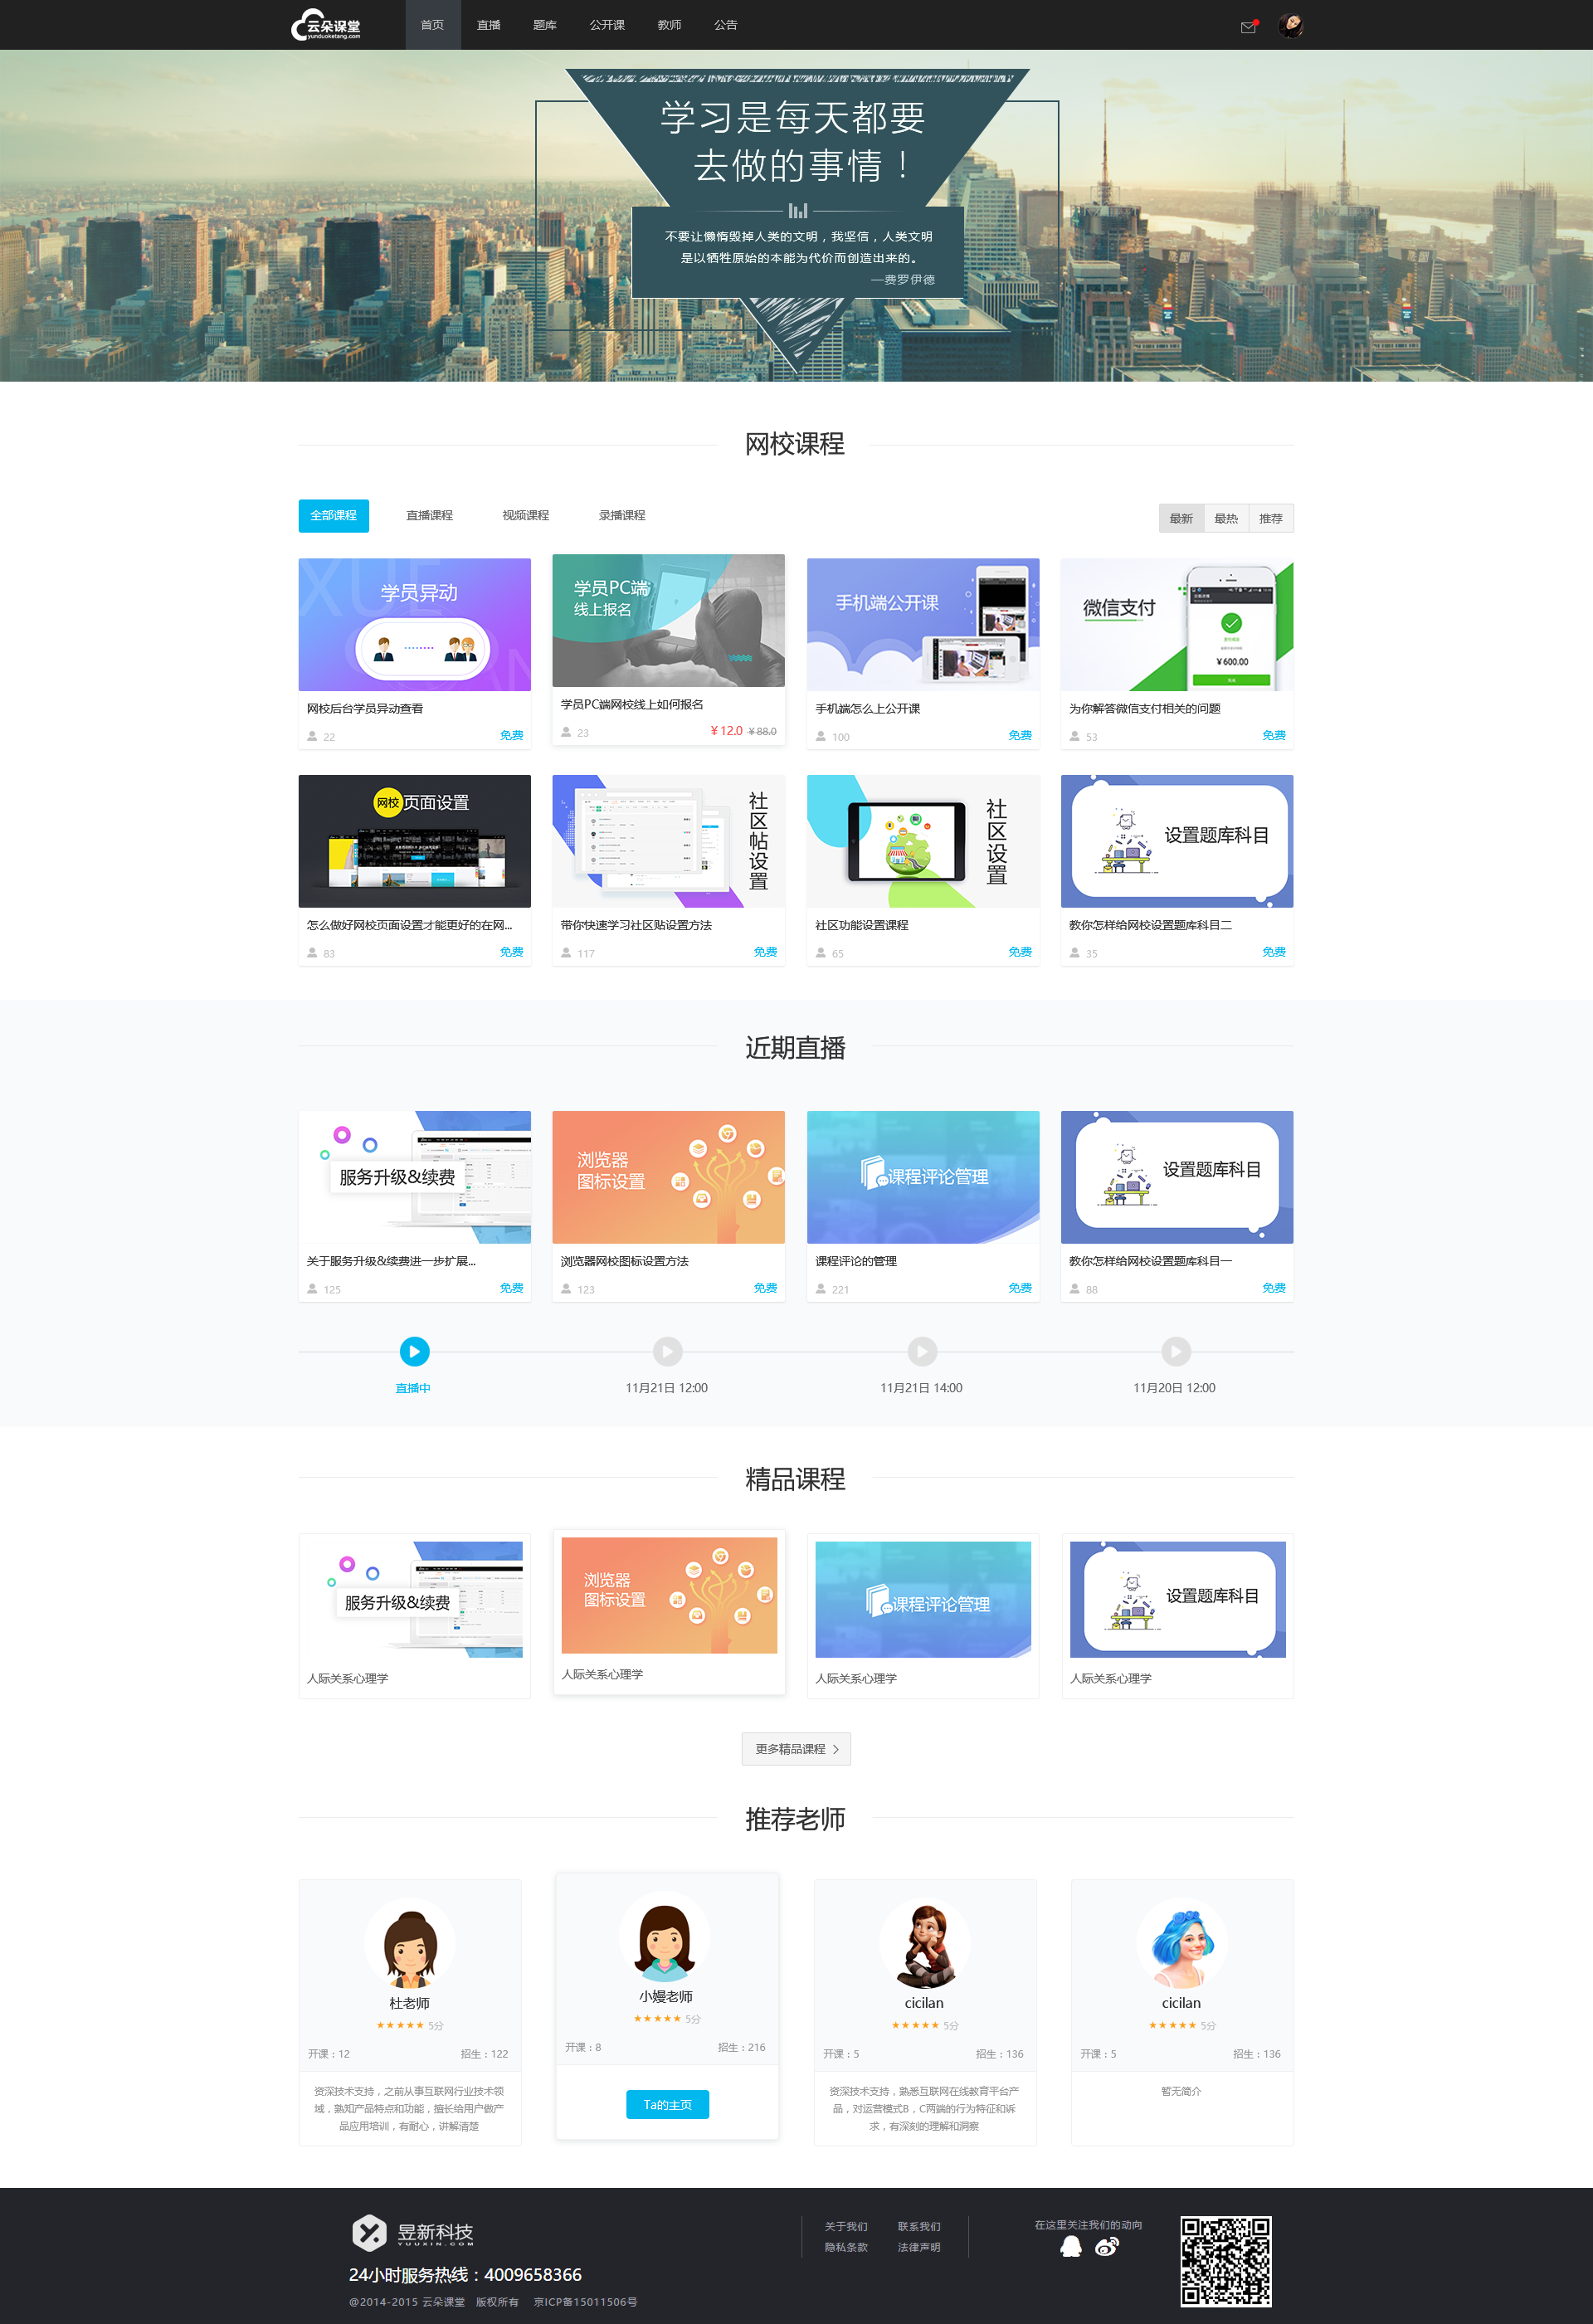 云朵课堂
yunduoketang.com
首页
直播
题库
公开课
教师
公告
学习是每天都要
去做的事情！
不要让懒惰毁掉人类的文明，我坚信，人类文明
是以牺牲原始的本能为代价而创造出来的。
—费罗伊德
网校课程
全部课程
直播课程
视频课程
录播课程
最新
最热
推荐
学员异动
网校后台学员异动查看
22
免费
学员PC端
线上报名
学员PC端网校线上如何报名
23
￥12.0 ￥88.0
手机端公开课
手机端怎么上公开课
100
免费
微信支付
￥600.00
为你解答微信支付相关的问题
53
免费
网校页面设置
怎么做好网校页面设置才能更好的在网...
83
免费
社区帖设置
带你快速学习社区贴设置方法
117
免费
社区设置
社区功能设置课程
65
免费
设置题库科目
教你怎样给网校设置题库科目二
35
免费
近期直播
服务升级&续费
关于服务升级&续费进一步扩展...
125
免费
浏览器
图标设置
浏览器网校图标设置方法
123
免费
课程评论管理
课程评论的管理
221
免费
设置题库科目
教你怎样给网校设置题库科目一
88
免费
直播中
11月21日 12:00
11月21日 14:00
11月20日 12:00
精品课程
服务升级&续费
人际关系心理学
浏览器
图标设置
人际关系心理学
课程评论管理
人际关系心理学
设置题库科目
人际关系心理学
更多精品课程 >
推荐老师
杜老师
★★★★★ 5分
开课：12
招生：122
资深技术支持，之前从事互联网行业技术领
域，熟知产品特点和功能，擅长给用户做产
品应用培训，有耐心，讲解清楚
小嫚老师
★★★★★ 5分
开课：8
招生：216
Ta的主页
cicilan
★★★★★ 5分
开课：5
招生：136
资深技术支持，熟悉互联网在线教育平台产
品，对运营模式B，C两端的行为特征和诉
求，有深刻的理解和洞察
cicilan
★★★★★ 5分
开课：5
招生：136
暂无简介
昱新科技
YUUXIN.COM
24小时服务热线：4009658366
@2014-2015 云朵课堂 版权所有 京ICP备15011506号
关于我们
联系我们
隐私条款
法律声明
在这里关注我们的动向